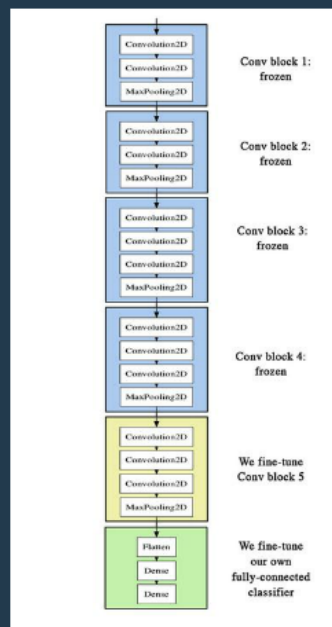 Convolution2D
Convolution2D
MaxPooling2D
Conv block 1:
frozen
Convolution2D
Convolution2D
MaxPooling2D
Conv block 2:
frozen
Convolution2D
Convolution2D
Convolution2D
MaxPooling2D
Conv block 3:
frozen
Convolution2D
Convolution2D
Convolution2D
MaxPooling2D
Conv block 4:
frozen
Convolution2D
Convolution2D
Convolution2D
MaxPooling2D
We fine-tune
Conv block 5
Flatten
Dense
Dense
We fine-tune
our own
fully-connected
classifier